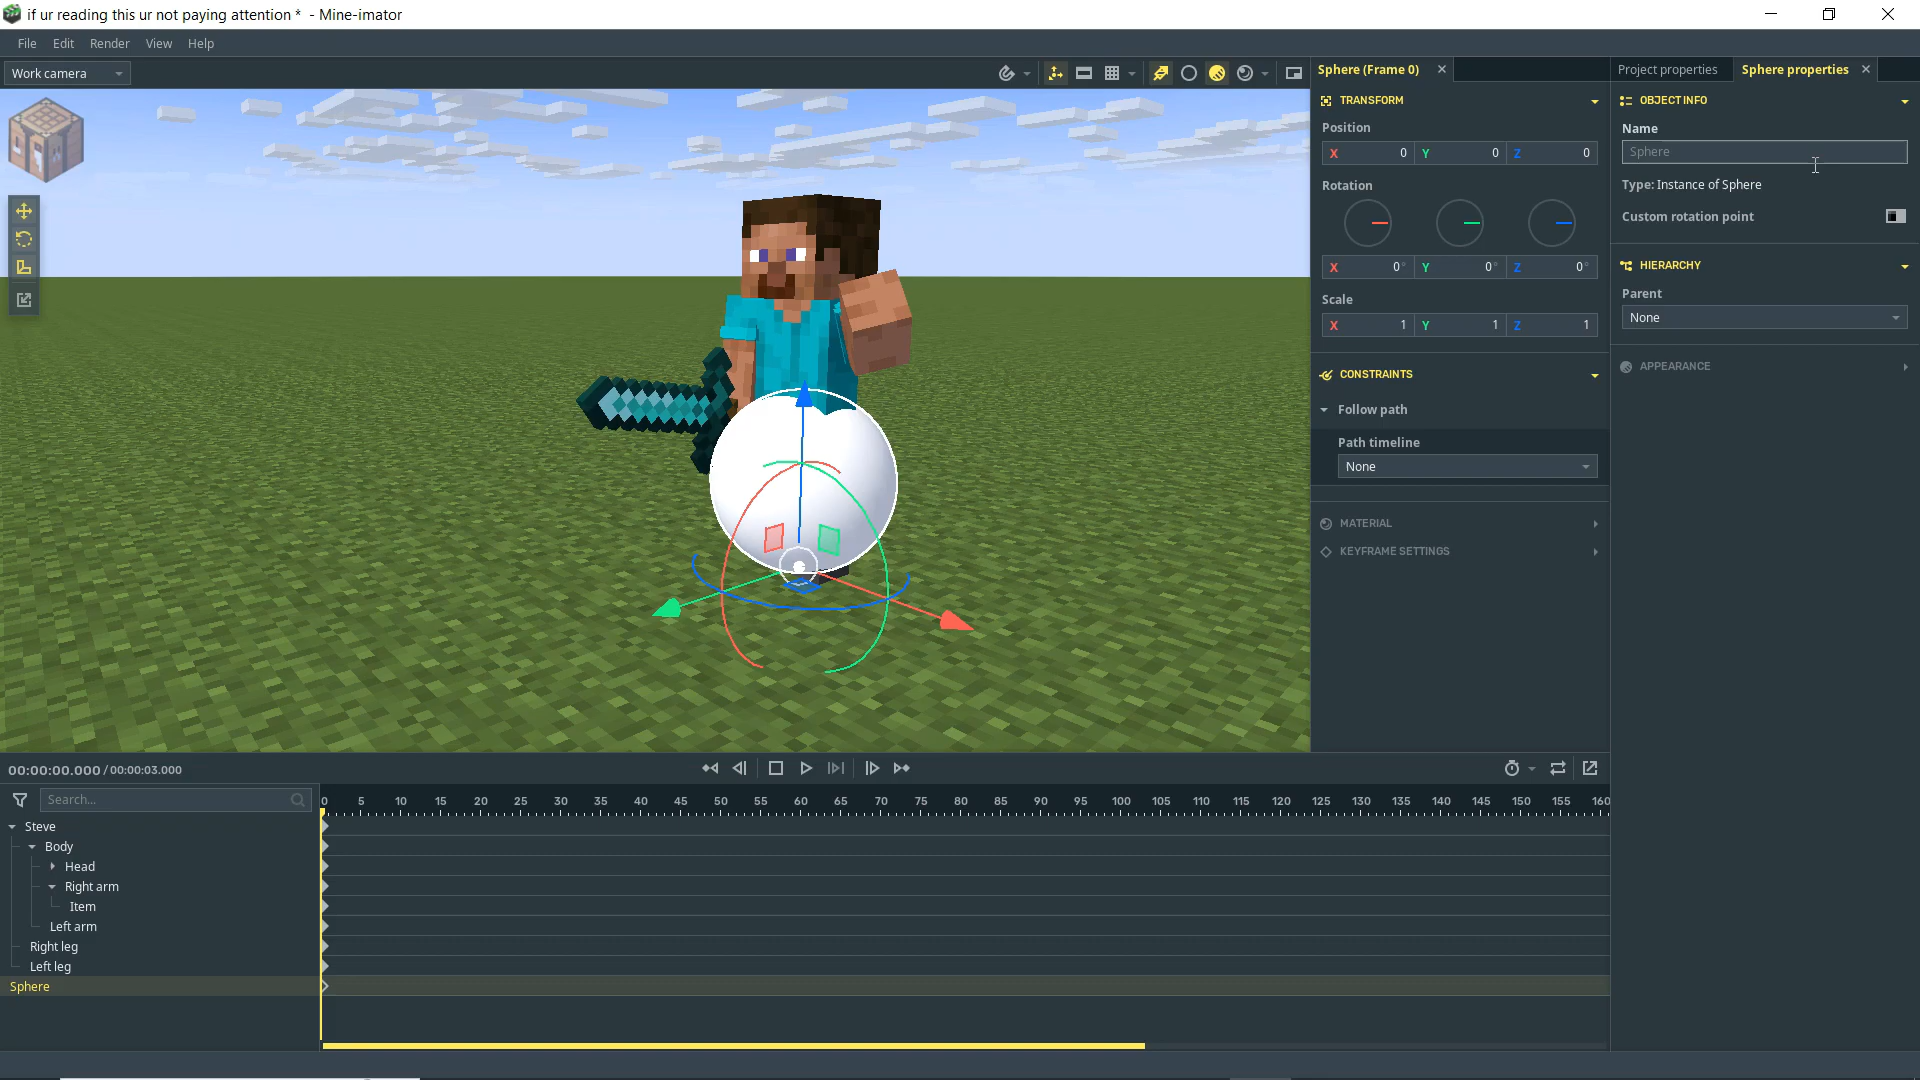 if ur reading this ur not paying attention * - Mine-imator
File Edit Render View Help
Work camera
Sphere (Frame 0)
Project properties
Sphere properties
TRANSFORM
Position
X 0 Y 0 Z 0
Rotation
X 0° Y 0° Z 0°
Scale
X 1 Y 1 Z 1
CONSTRAINTS
Follow path
Path timeline
None
MATERIAL
KEYFRAME SETTINGS
OBJECT INFO
Name
Sphere
Type: Instance of Sphere
Custom rotation point
HIERARCHY
Parent
None
APPEARANCE
00:00:00.000 / 00:00:03.000
Search...
0 5 10 15 20 25 30 35 40 45 50 55 60 65 70 75 80 85 90 95 100 105 110 115 120 125 130 135 140 145 150 155 160
Steve
Body
Head
Right arm
Item
Left arm
Right leg
Left leg
Sphere